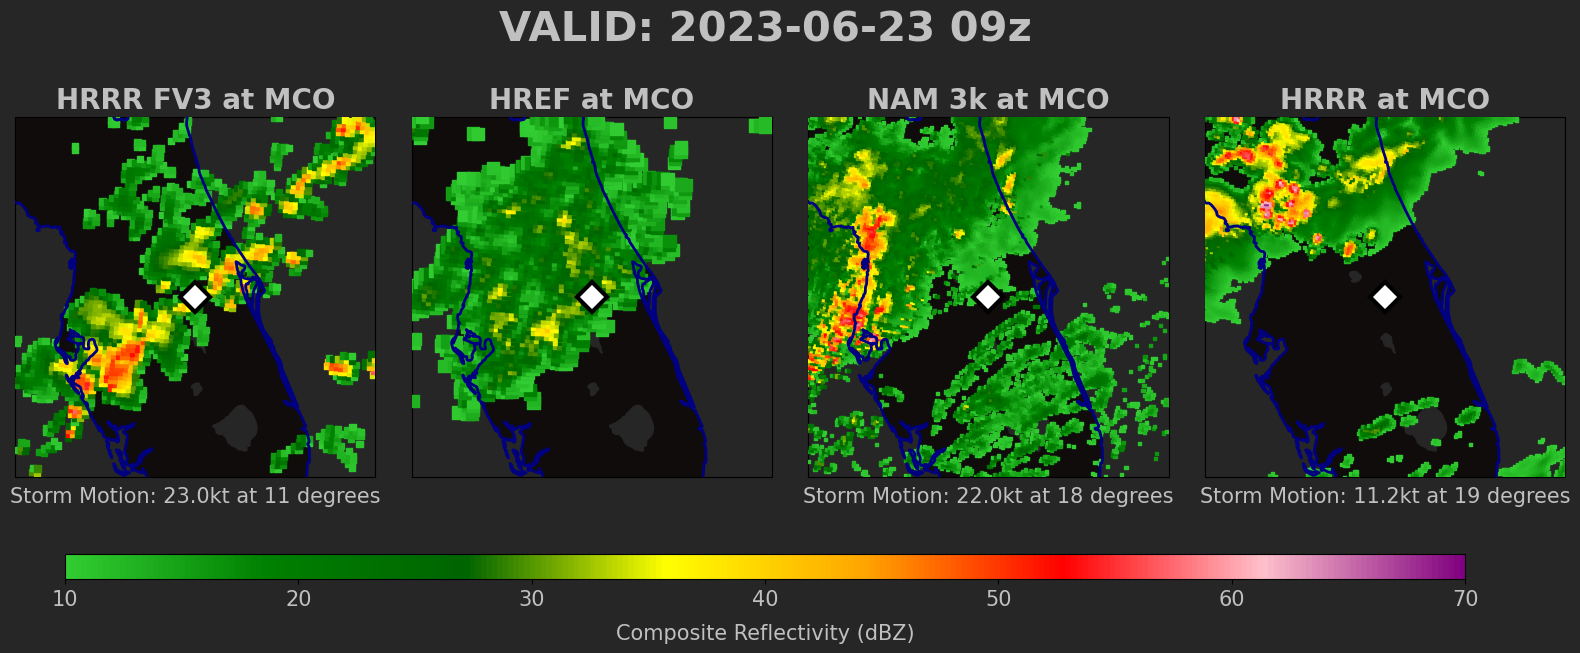 VALID: 2023-06-23 09z
HRRR FV3 at MCO
HREF at MCO
NAM 3k at MCO
HRRR at MCO
Storm Motion: 23.0kt at 11 degrees
Storm Motion: 22.0kt at 18 degrees
Storm Motion: 11.2kt at 19 degrees
10 20 30 40 50 60 70
Composite Reflectivity (dBZ)